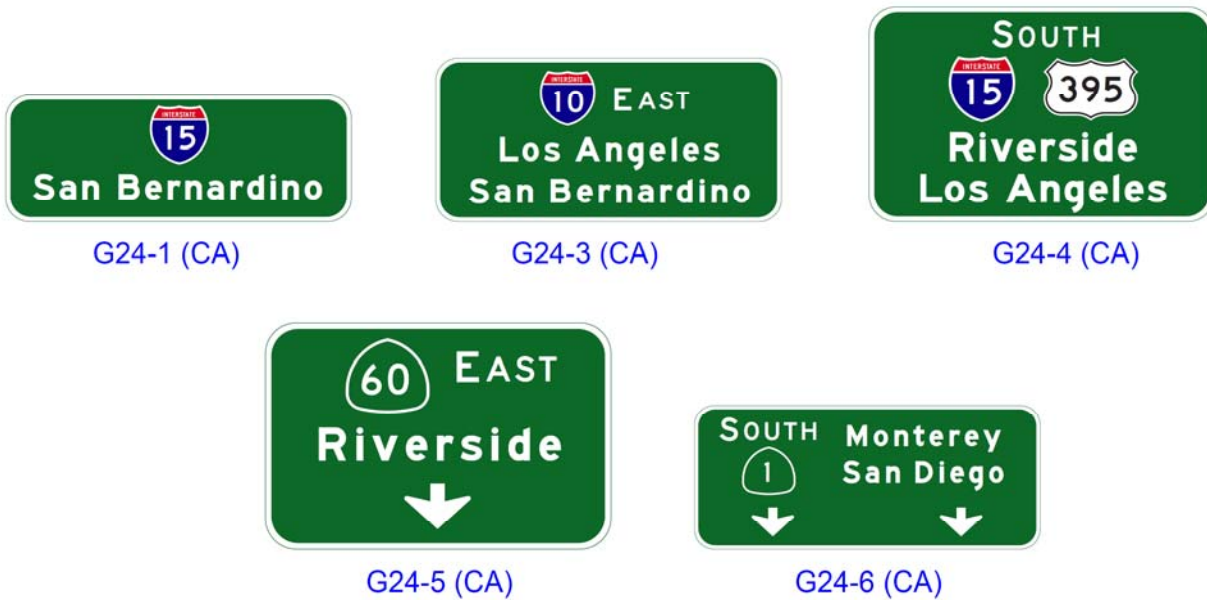 INTERSTATE
15
San Bernardino
G24-1 (CA)
INTERSTATE
10 EAST
Los Angeles
San Bernardino
G24-3 (CA)
SOUTH
INTERSTATE
15 395
Riverside
Los Angeles
G24-4 (CA)
60 EAST
Riverside
G24-5 (CA)
SOUTH Monterey
1 San Diego
G24-6 (CA)